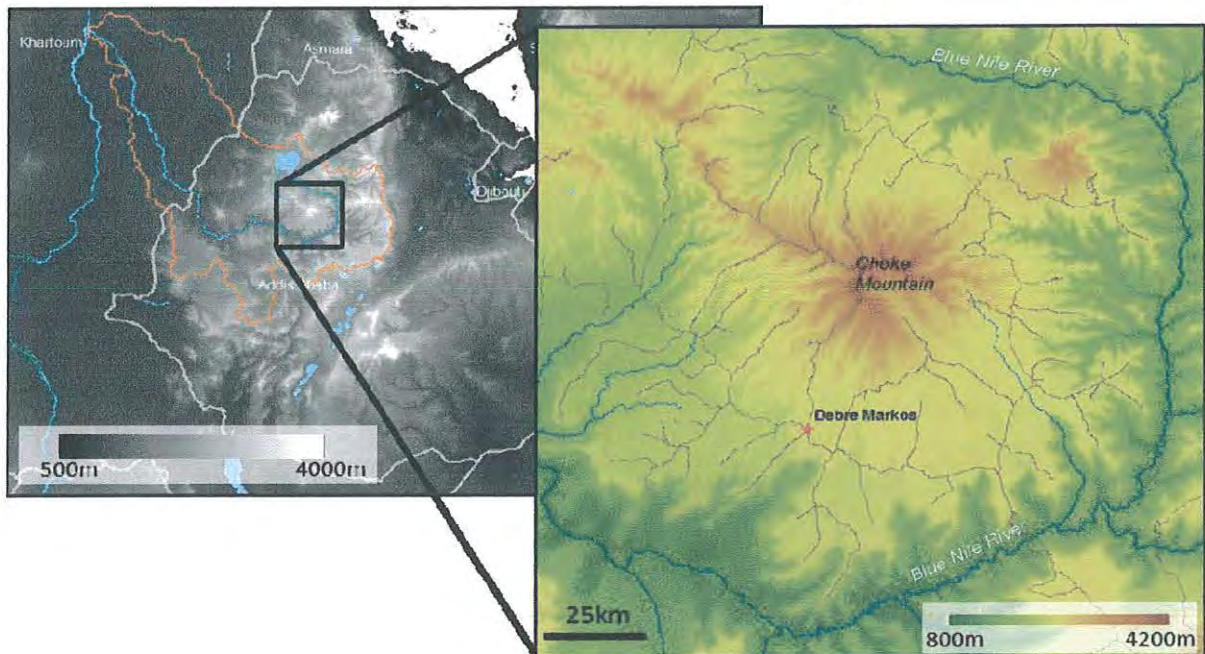 Khartoum
Asmara
Djibouti
Addis Ababa
500m
4000m
Blue Nile River
Choke
Mountain
Debre Markos
Blue Nile River
25km
800m
4200m